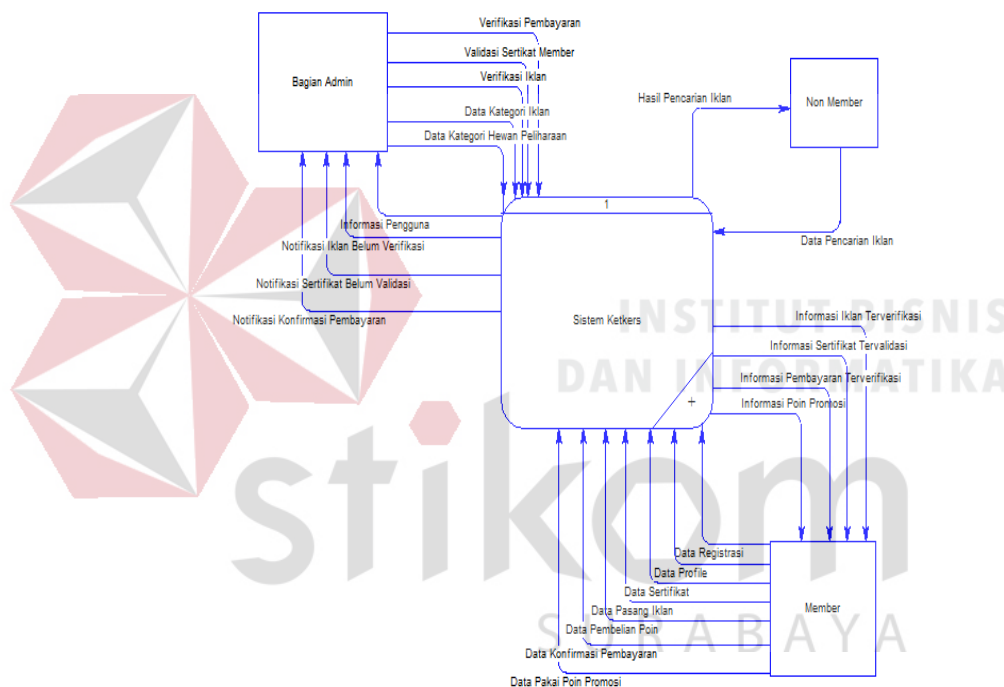 Verifikasi Pembayaran
Validasi Sertikat Member
Verifikasi Iklan
Bagian Admin
Data Kategori Iklan
Data Kategori Hewan Peliharaan
Hasil Pencarian Iklan
Non Member
1
Informasi Pengguna
Notifikasi Iklan Belum Verifikasi
Data Pencarian Iklan
Notifikasi Sertifikat Belum Validasi
Notifikasi Konfirmasi Pembayaran
Sistem Ketkers
INSTITUT BISNIS
DAN INFORMATIKA
Informasi Iklan Terverifikasi
Informasi Sertifikat Tervalidasi
Informasi Pembayaran Terverifikasi
Informasi Poin Promosi
+
stikom
SURABAYA
Data Registrasi
Data Profile
Data Sertifikat
Data Pasang Iklan
Data Pembelian Poin
Data Konfirmasi Pembayaran
Data Pakai Poin Promosi
Member